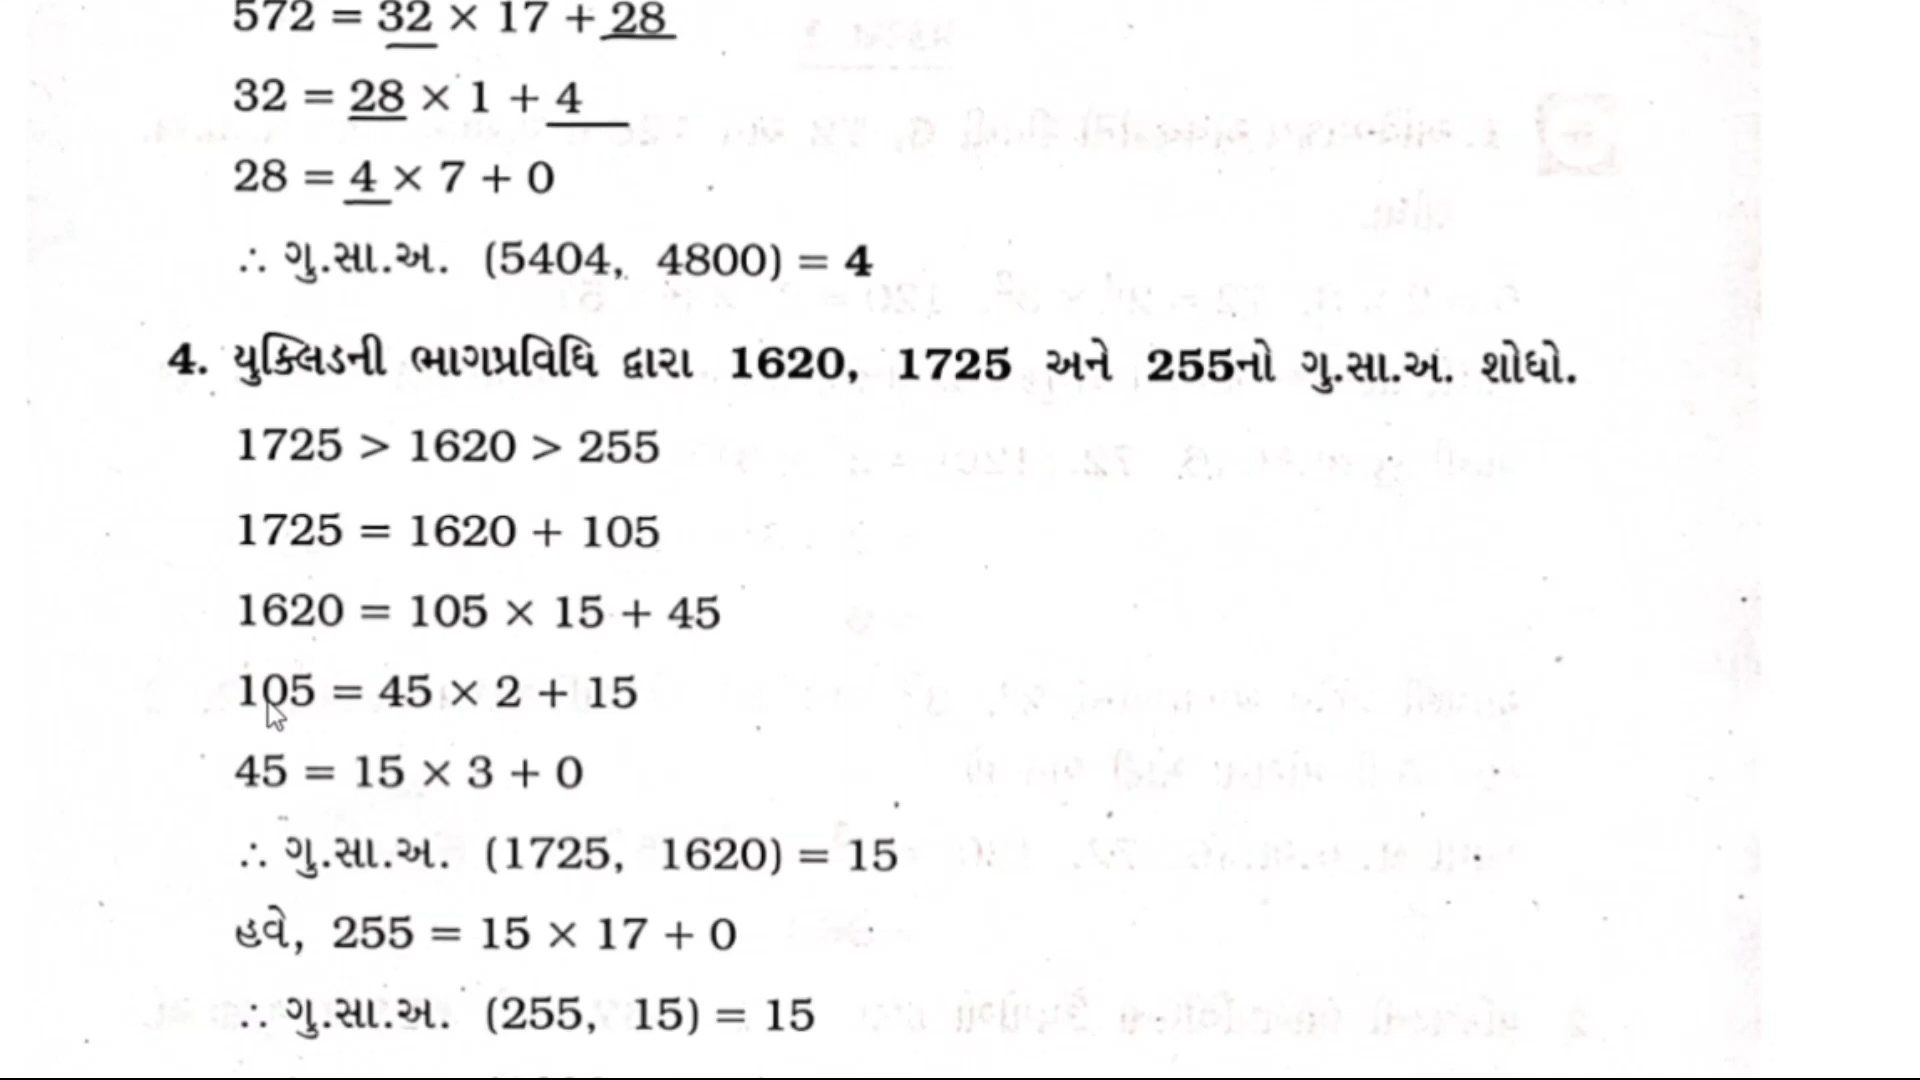 572 = 32 × 17 + 28
32 = 28 × 1 + 4
28 = 4 × 7 + 0
∴ ગુ.સા.અ. (5404, 4800) = 4
4. યુક્લિડની ભાગપ્રવિધિ દ્વારા 1620, 1725 અને 255નો ગુ.સા.અ. શોધો.
1725 > 1620 > 255
1725 = 1620 + 105
1620 = 105 × 15 + 45
105 = 45 × 2 + 15
45 = 15 × 3 + 0
∴ ગુ.સા.અ. (1725, 1620) = 15
હવે, 255 = 15 × 17 + 0
∴ ગુ.સા.અ. (255, 15) = 15